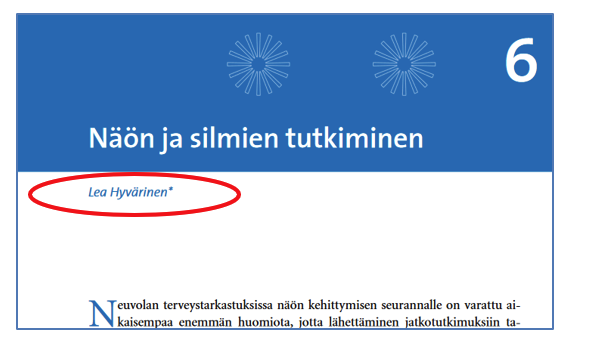 6
Näön ja silmien tutkiminen
Lea Hyvärinen*
Neuvolan terveystarkastuksissa näön kehittymisen seurannalle on varattu ai-
kaisempaa enemmän huomiota, jotta lähettäminen jatkotutkimuksiin ta-